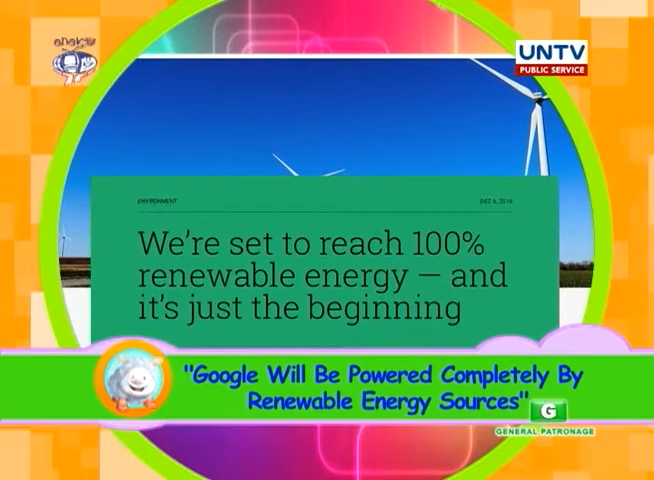 UNTV
PUBLIC SERVICE
ENVIRONMENT
DEC 6, 2016
We're set to reach 100%
renewable energy — and
it's just the beginning
"Google Will Be Powered Completely By
Renewable Energy Sources"
G
GENERAL PATRONAGE